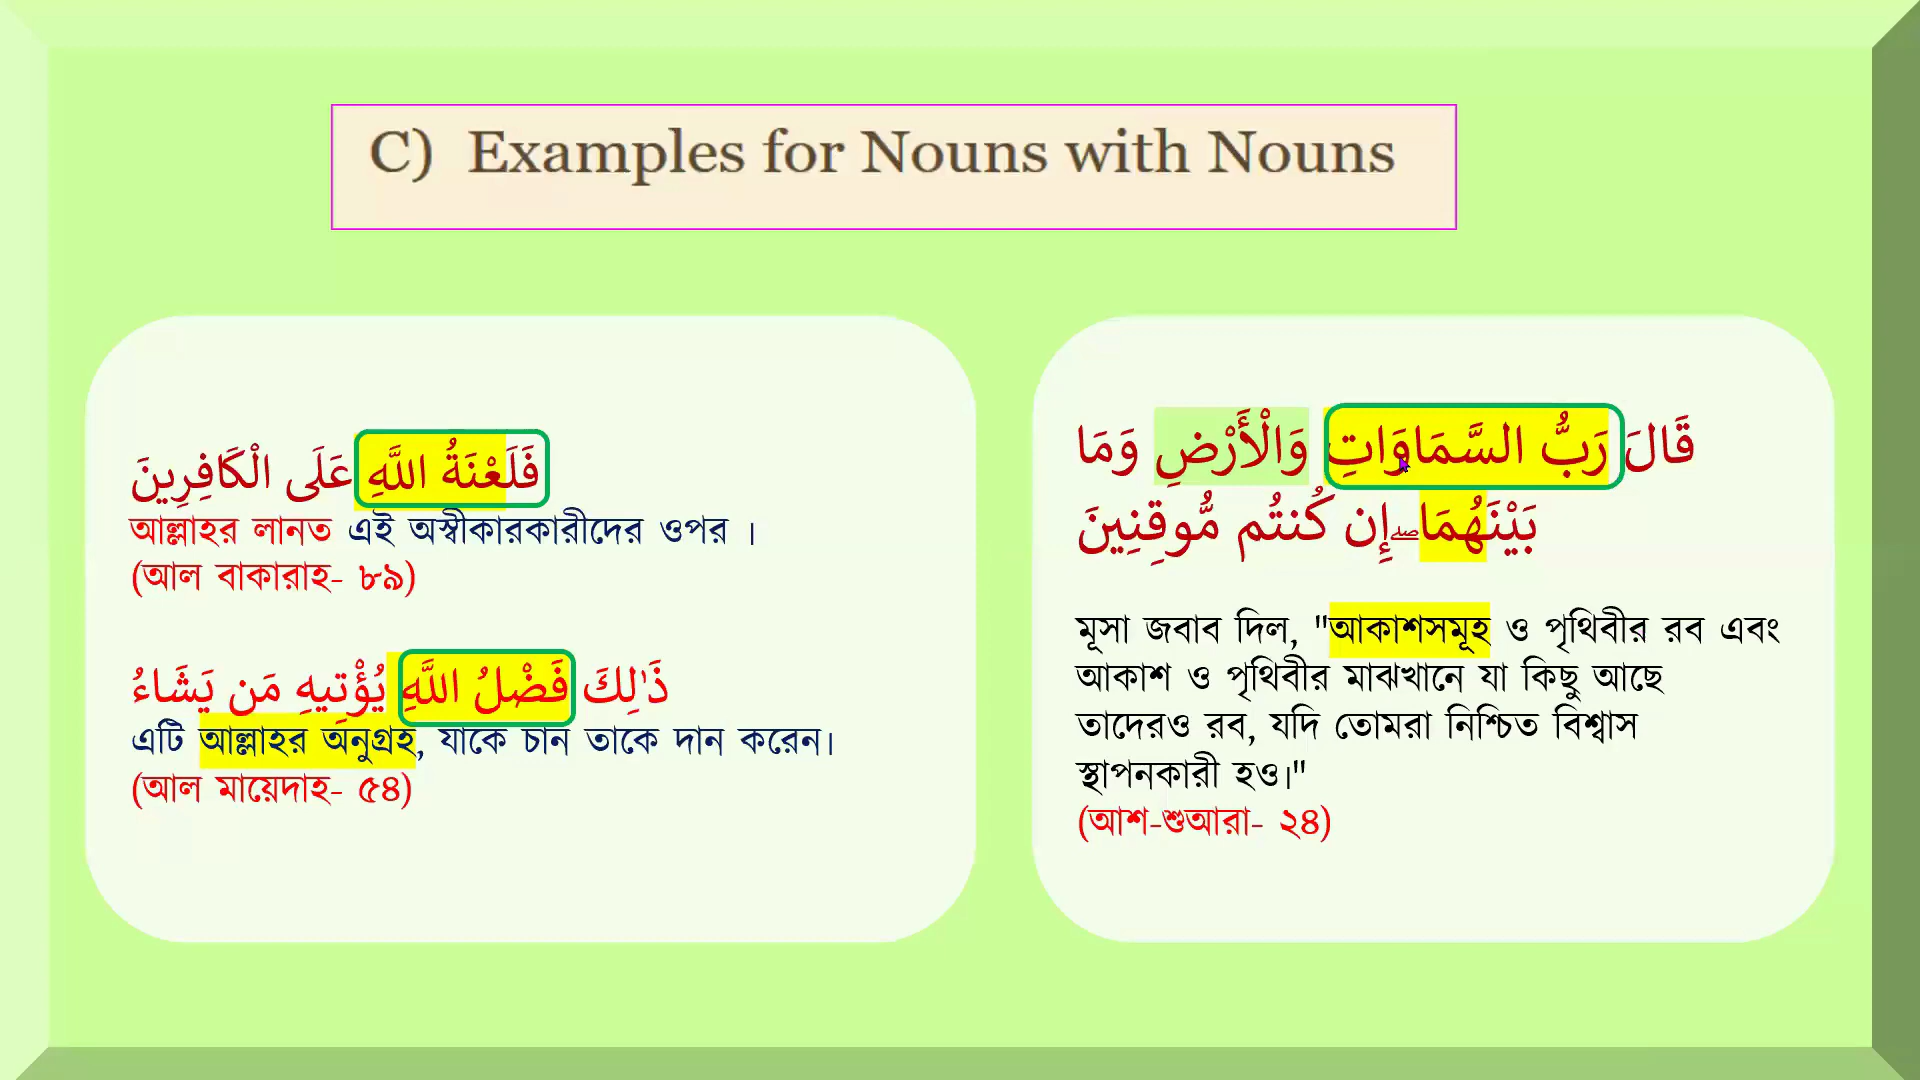 C) Examples for Nouns with Nouns
فَلَعْنَةُ اللَّهِ عَلَى الْكَافِرِينَ
আল্লাহর লানত এই অস্বীকারকারীদের ওপর ।
(আল বাকারাহ- ৮৯)
ذَٰلِكَ فَضْلُ اللَّهِ يُؤْتِيهِ مَن يَشَاءُ
এটি আল্লাহর অনুগ্রহ, যাকে চান তাকে দান করেন।
(আল মায়েদাহ- ৫৪)
قَالَ رَبُّ السَّمَاوَاتِ وَالْأَرْضِ وَمَا
بَيْنَهُمَا ۖ إِن كُنتُم مُّوقِنِينَ
মূসা জবাব দিল, "আকাশসমূহ ও পৃথিবীর রব এবং
আকাশ ও পৃথিবীর মাঝখানে যা কিছু আছে
তাদেরও রব, যদি তোমরা নিশ্চিত বিশ্বাস
স্থাপনকারী হও।"
(আশ-শুআরা- ২৪)